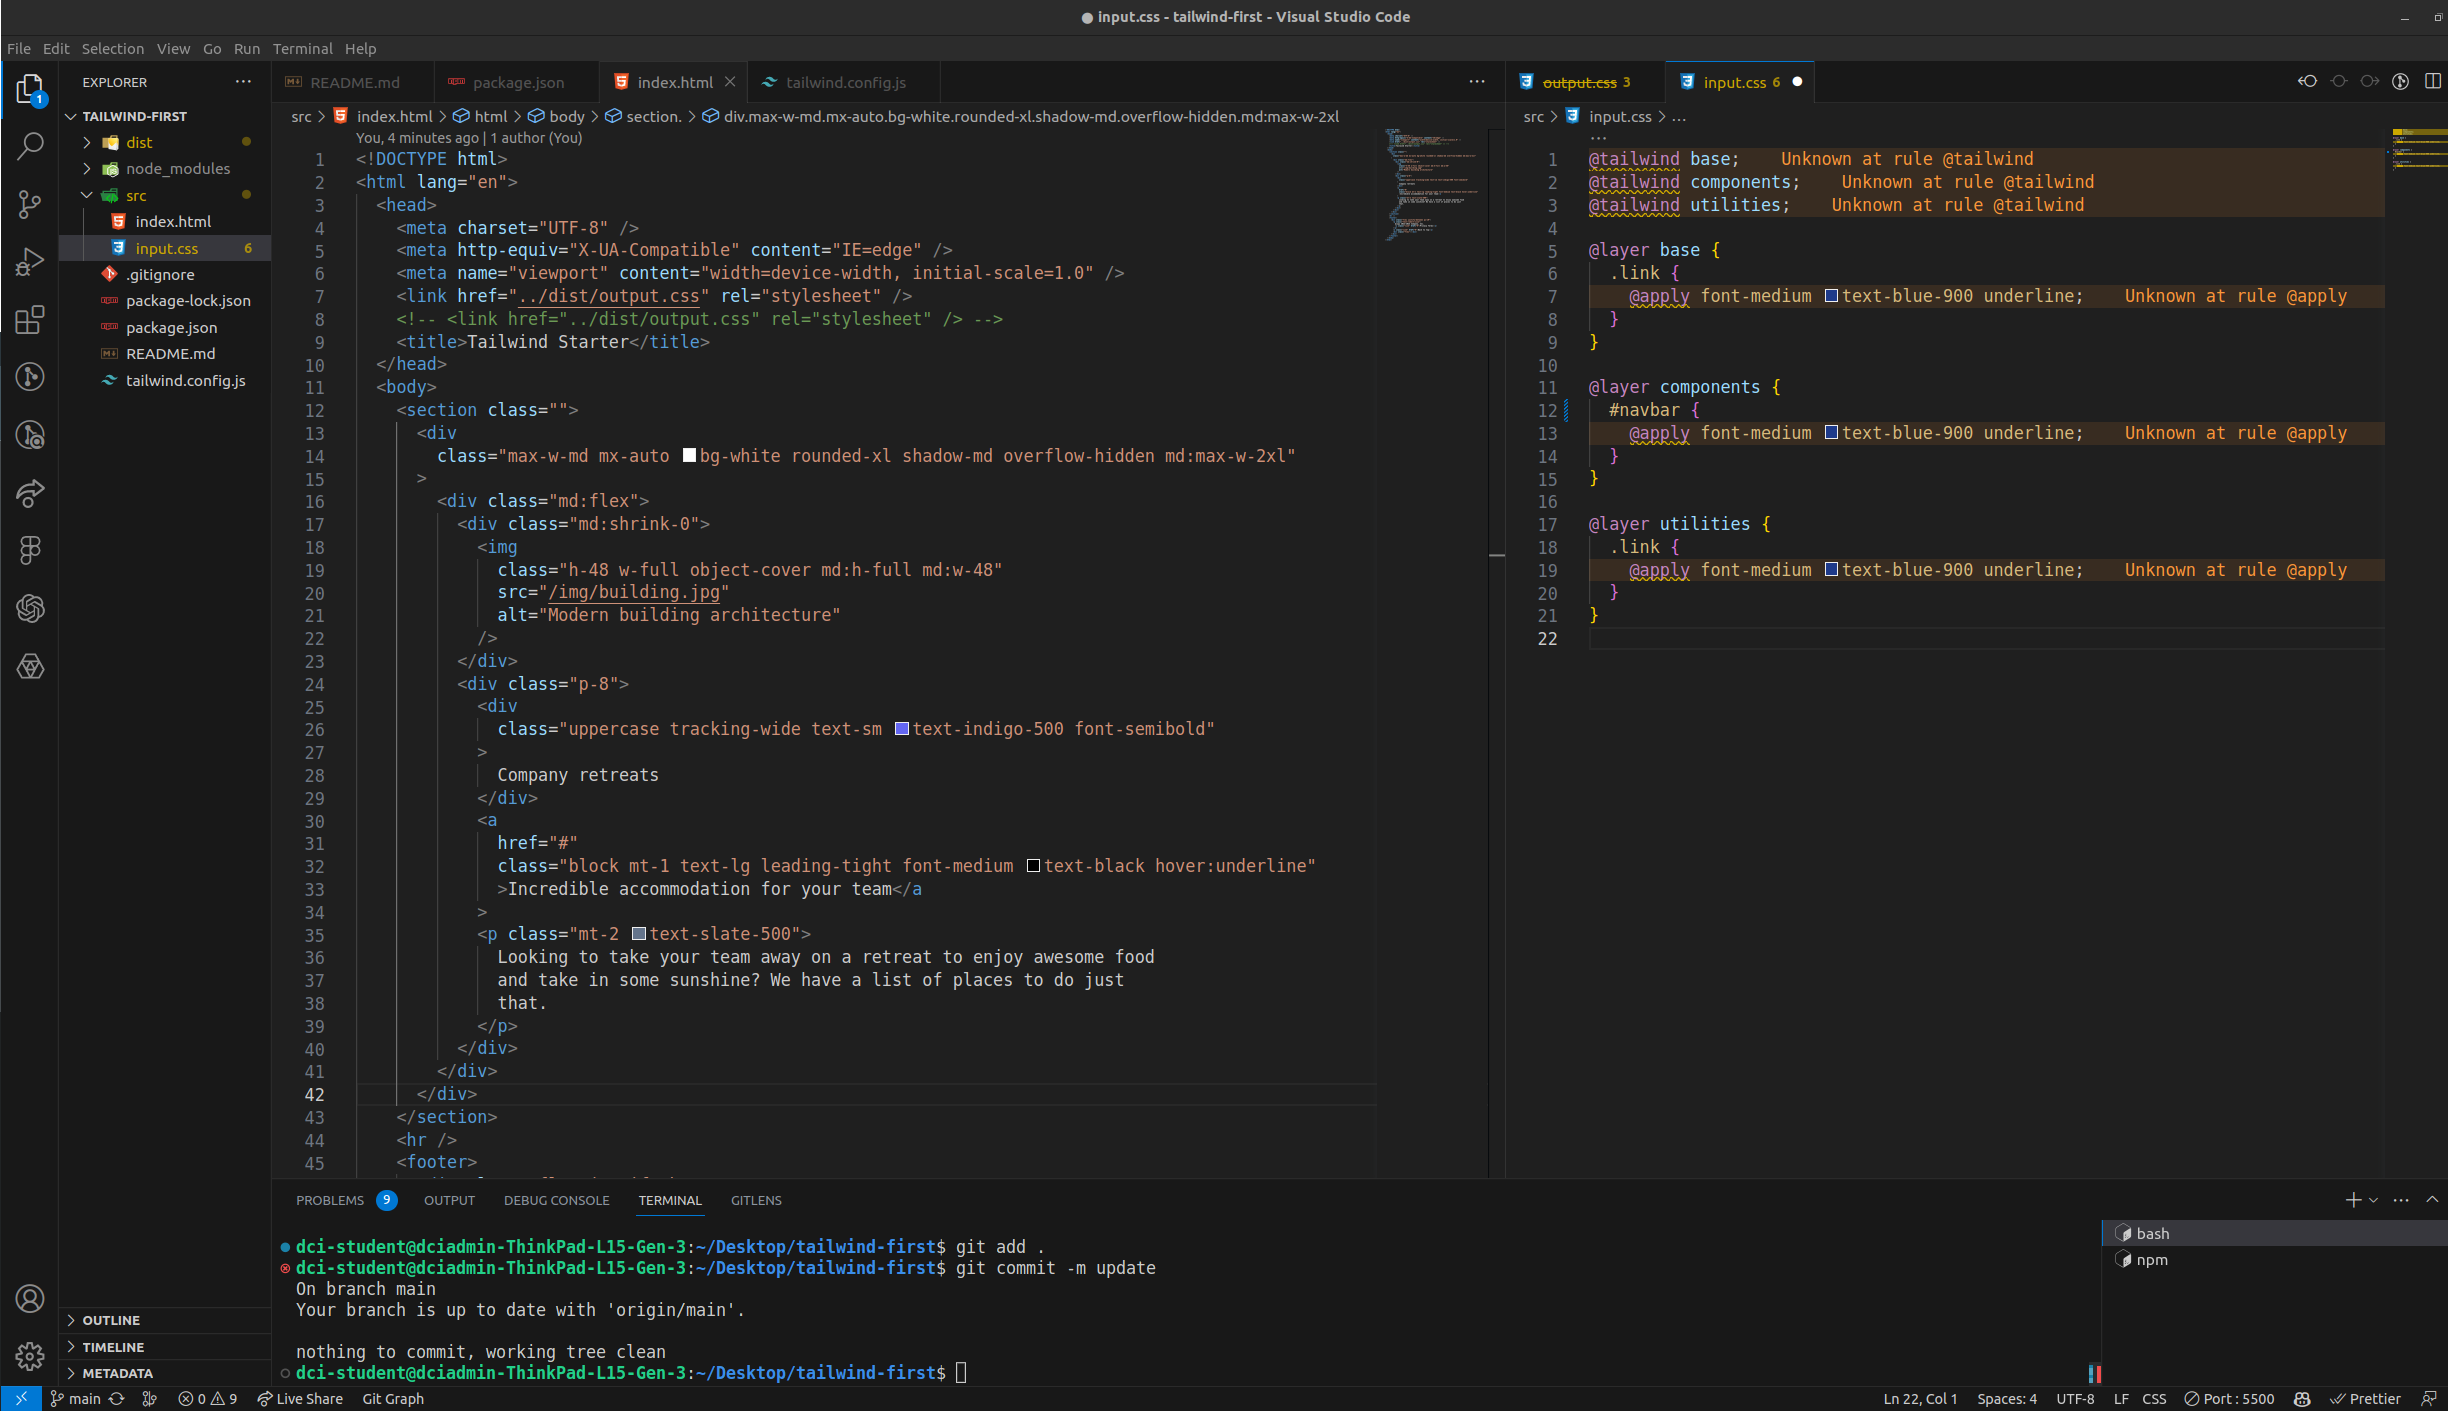 input.css - tailwind-first - Visual Studio Code
File Edit Selection View Go Run Terminal Help
1
EXPLORER
TAILWIND-FIRST
dist
node_modules
src
index.html
input.css 6
.gitignore
package-lock.json
package.json
README.md
tailwind.config.js
OUTLINE
TIMELINE
METADATA
README.md package.json index.html tailwind.config.js
src > index.html > html > body > section. > div.max-w-md.mx-auto.bg-white.rounded-xl.shadow-md.overflow-hidden.md:max-w-2xl
You, 4 minutes ago | 1 author (You)
1 <!DOCTYPE html>
2 <html lang="en">
3 <head>
4 <meta charset="UTF-8" />
5 <meta http-equiv="X-UA-Compatible" content="IE=edge" />
6 <meta name="viewport" content="width=device-width, initial-scale=1.0" />
7 <link href="../dist/output.css" rel="stylesheet" />
8 <!-- <link href="../dist/output.css" rel="stylesheet" /> -->
9 <title>Tailwind Starter</title>
10 </head>
11 <body>
12 <section class="">
13 <div
14 class="max-w-md mx-auto bg-white rounded-xl shadow-md overflow-hidden md:max-w-2xl"
15 >
16 <div class="md:flex">
17 <div class="md:shrink-0">
18 <img
19 class="h-48 w-full object-cover md:h-full md:w-48"
20 src="/img/building.jpg"
21 alt="Modern building architecture"
22 />
23 </div>
24 <div class="p-8">
25 <div
26 class="uppercase tracking-wide text-sm text-indigo-500 font-semibold"
27 >
28 Company retreats
29 </div>
30 <a
31 href="#"
32 class="block mt-1 text-lg leading-tight font-medium text-black hover:underline"
33 >Incredible accommodation for your team</a
34 >
35 <p class="mt-2 text-slate-500">
36 Looking to take your team away on a retreat to enjoy awesome food
37 and take in some sunshine? We have a list of places to do just
38 that.
39 </p>
40 </div>
41 </div>
42 </div>
43 </section>
44 <hr />
45 <footer>
output.css 3 input.css 6
src > input.css > ...
1 @tailwind base; Unknown at rule @tailwind
2 @tailwind components; Unknown at rule @tailwind
3 @tailwind utilities; Unknown at rule @tailwind
4
5 @layer base {
6 .link {
7 @apply font-medium text-blue-900 underline; Unknown at rule @apply
8 }
9 }
10
11 @layer components {
12 #navbar {
13 @apply font-medium text-blue-900 underline; Unknown at rule @apply
14 }
15 }
16
17 @layer utilities {
18 .link {
19 @apply font-medium text-blue-900 underline; Unknown at rule @apply
20 }
21 }
22
PROBLEMS 9 OUTPUT DEBUG CONSOLE TERMINAL GITLENS
dci-student@dciadmin-ThinkPad-L15-Gen-3:~/Desktop/tailwind-first$ git add .
dci-student@dciadmin-ThinkPad-L15-Gen-3:~/Desktop/tailwind-first$ git commit -m update
On branch main
Your branch is up to date with 'origin/main'.
nothing to commit, working tree clean
dci-student@dciadmin-ThinkPad-L15-Gen-3:~/Desktop/tailwind-first$
bash
npm
main 0 9 Live Share Git Graph Ln 22, Col 1 Spaces: 4 UTF-8 LF CSS Port : 5500 Prettier